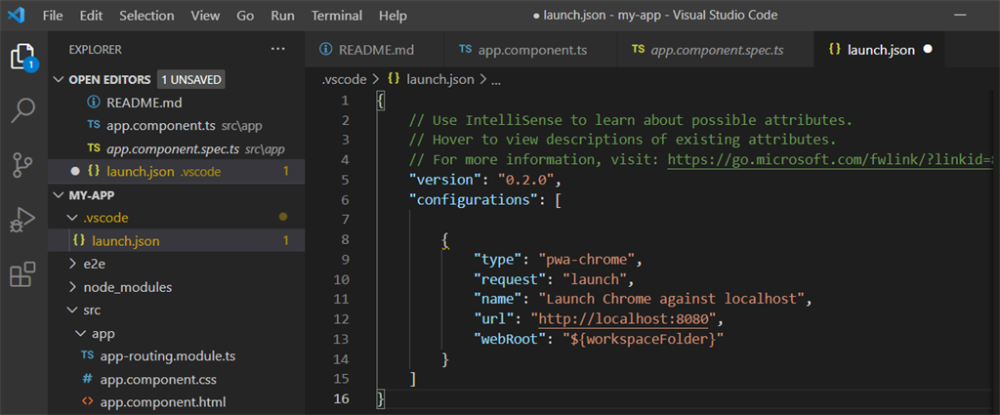 File Edit Selection View Go Run Terminal Help ● launch.json - my-app - Visual Studio Code
EXPLORER ...
README.md TS app.component.ts TS app.component.spec.ts {} launch.json ●
OPEN EDITORS 1 UNSAVED
README.md
TS app.component.ts src\app
TS app.component.spec.ts src\app
● {} launch.json .vscode 1
MY-APP
.vscode
{} launch.json 1
e2e
node_modules
src
app
TS app-routing.module.ts
# app.component.css
<> app.component.html
1
.vscode > {} launch.json > ...
1 {
2 // Use IntelliSense to learn about possible attributes.
3 // Hover to view descriptions of existing attributes.
4 // For more information, visit: https://go.microsoft.com/fwlink/?linkid=
5 "version": "0.2.0",
6 "configurations": [
7
8 {
9 "type": "pwa-chrome",
10 "request": "launch",
11 "name": "Launch Chrome against localhost",
12 "url": "http://localhost:8080",
13 "webRoot": "${workspaceFolder}"
14 }
15 ]
16 }